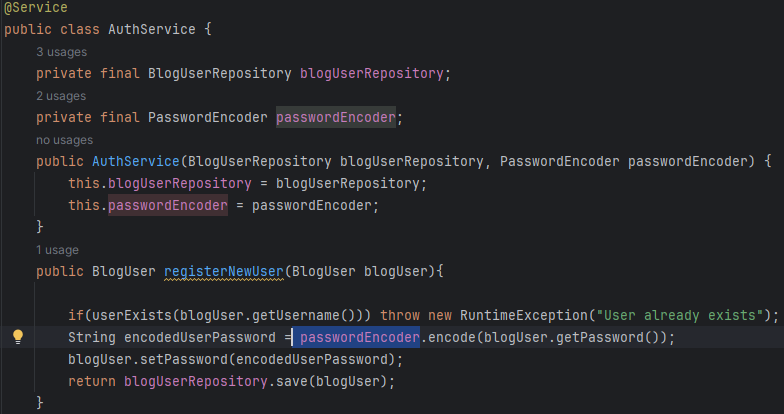 @Service
public class AuthService {
3 usages
private final BlogUserRepository blogUserRepository;
2 usages
private final PasswordEncoder passwordEncoder;
no usages
public AuthService(BlogUserRepository blogUserRepository, PasswordEncoder passwordEncoder) {
this.blogUserRepository = blogUserRepository;
this.passwordEncoder = passwordEncoder;
}
1 usage
public BlogUser registerNewUser(BlogUser blogUser){
if(userExists(blogUser.getUsername())) throw new RuntimeException("User already exists");
String encodedUserPassword = passwordEncoder.encode(blogUser.getPassword());
blogUser.setPassword(encodedUserPassword);
return blogUserRepository.save(blogUser);
}